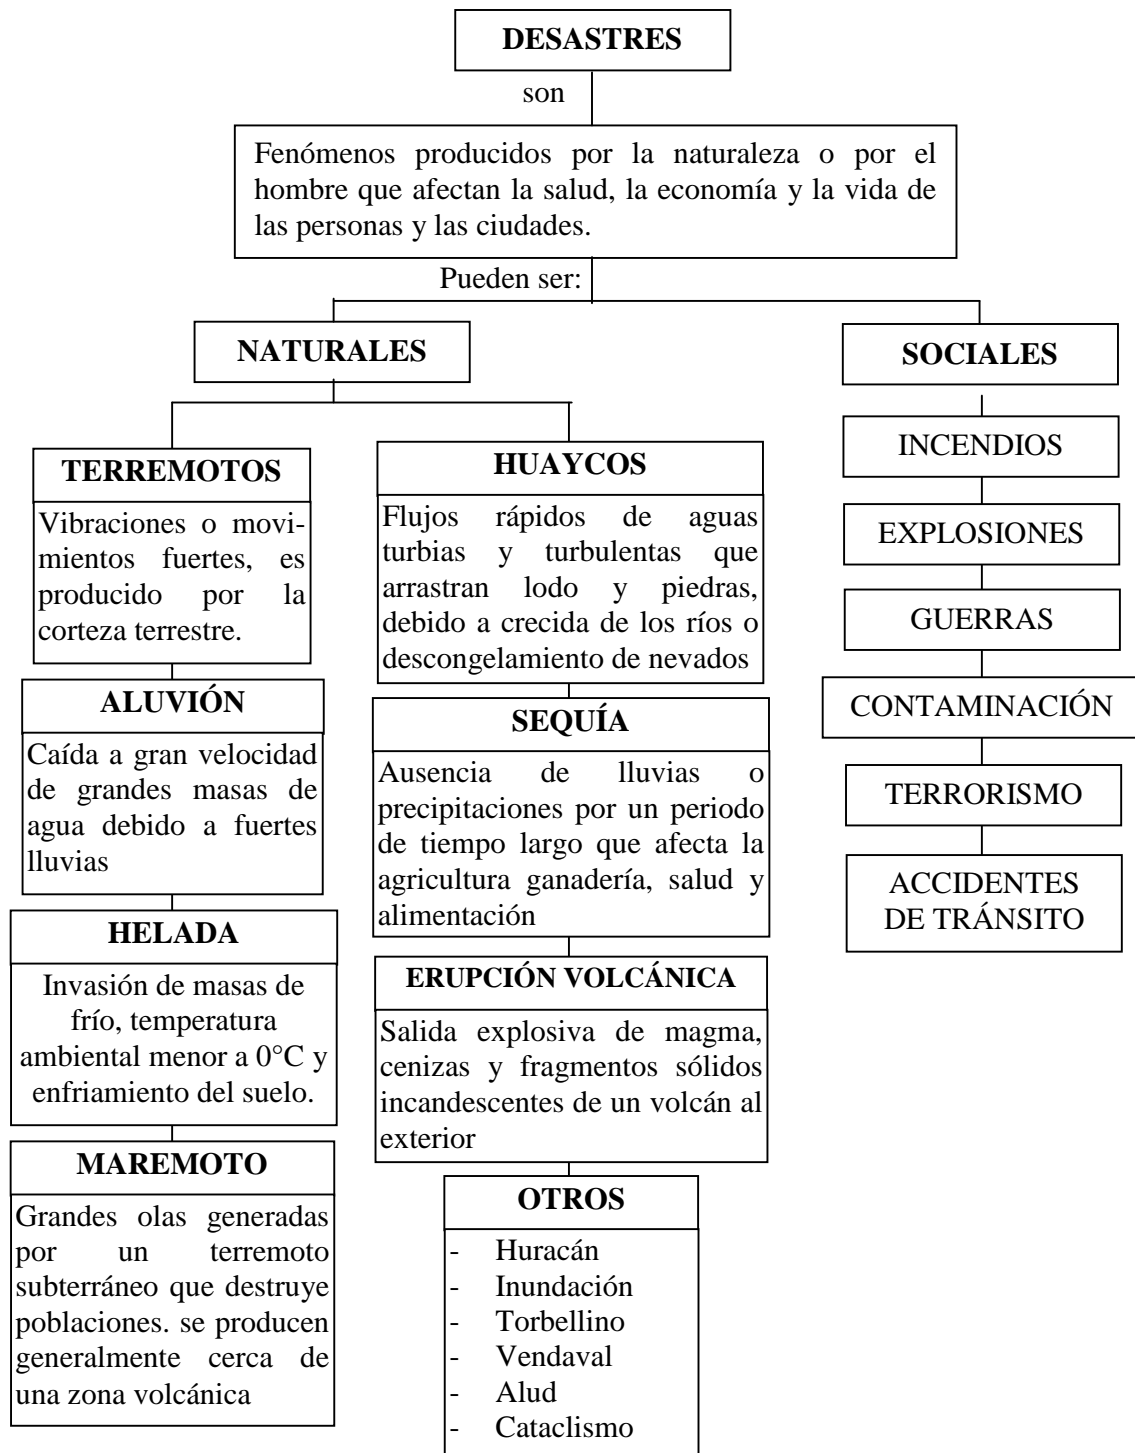 DESASTRES
son
Fenómenos producidos por la naturaleza o por el
hombre que afectan la salud, la economía y la vida de
las personas y las ciudades.
Pueden ser:
NATURALES
TERREMOTOS
Vibraciones o movi-
mientos fuertes, es
producido por la
corteza terrestre.
ALUVIÓN
Caída a gran velocidad
de grandes masas de
agua debido a fuertes
lluvias
HELADA
Invasión de masas de
frío, temperatura
ambiental menor a 0°C y
enfriamiento del suelo.
MAREMOTO
Grandes olas generadas
por un terremoto
subterráneo que destruye
poblaciones. se producen
generalmente cerca de
una zona volcánica
HUAYCOS
Flujos rápidos de aguas
turbias y turbulentas que
arrastran lodo y piedras,
debido a crecida de los ríos o
descongelamiento de nevados
SEQUÍA
Ausencia de lluvias o
precipitaciones por un periodo
de tiempo largo que afecta la
agricultura ganadería, salud y
alimentación
ERUPCIÓN VOLCÁNICA
Salida explosiva de magma,
cenizas y fragmentos sólidos
incandescentes de un volcán al
exterior
OTROS
- Huracán
- Inundación
- Torbellino
- Vendaval
- Alud
- Cataclismo
SOCIALES
INCENDIOS
EXPLOSIONES
GUERRAS
CONTAMINACIÓN
TERRORISMO
ACCIDENTES
DE TRÁNSITO